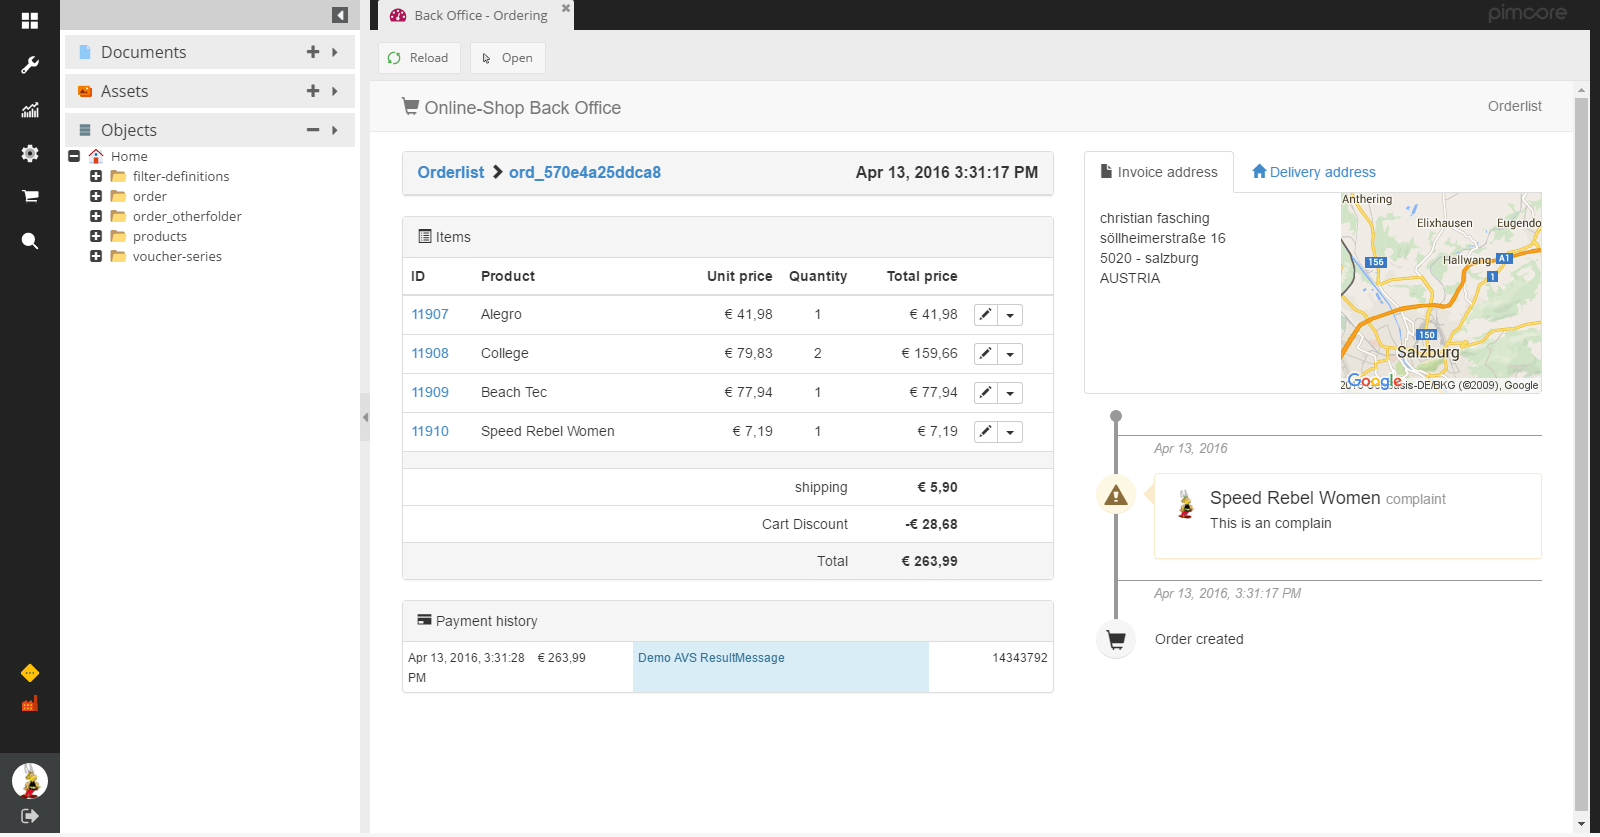 Back Office - Ordering
pimcore
Documents
Assets
Objects
Home
filter-definitions
order
order_otherfolder
products
voucher-series
Reload
Open
Online-Shop Back Office
Orderlist
Orderlist ord_570e4a25ddca8
Apr 13, 2016 3:31:17 PM
Items
ID Product Unit price Quantity Total price
11907 Alegro € 41,98 1 € 41,98
11908 College € 79,83 2 € 159,66
11909 Beach Tec € 77,94 1 € 77,94
11910 Speed Rebel Women € 7,19 1 € 7,19
shipping € 5,90
Cart Discount -€ 28,68
Total € 263,99
Payment history
Apr 13, 2016, 3:31:28 PM € 263,99 Demo AVS ResultMessage 14343792
Invoice address
Delivery address
christian fasching
söllheimerstraße 16
5020 - salzburg
AUSTRIA
Anthering
Elixhausen
Eugendo
Hallwang
A1
156
1
150
Salzburg
Google
-DE/BKG (©2009), Google
Apr 13, 2016
Speed Rebel Women complaint
This is an complain
Apr 13, 2016, 3:31:17 PM
Order created